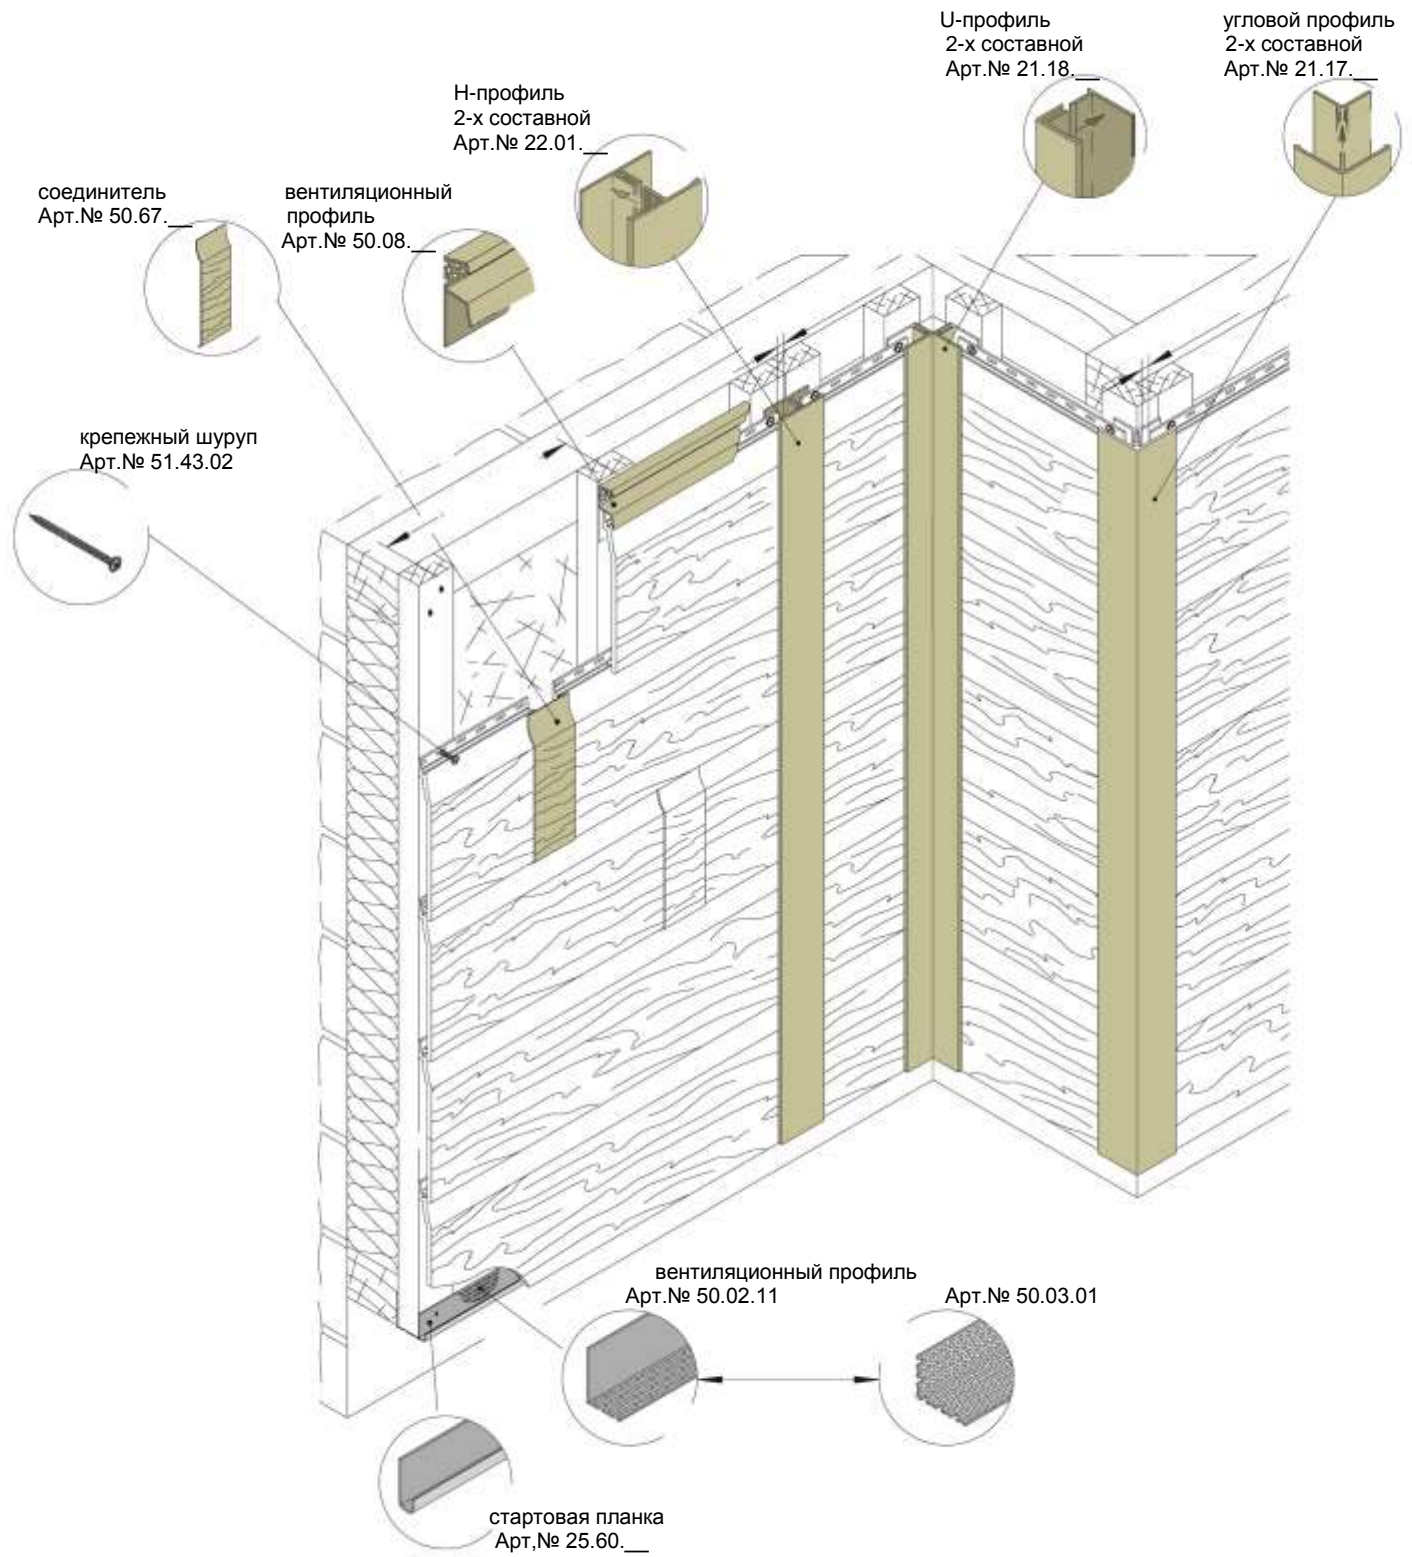 U-профиль
2-х составной
Арт.№ 21.18.__
угловой профиль
2-х составной
Арт.№ 21.17.__
Н-профиль
2-х составной
Арт.№ 22.01.__
соединитель
Арт.№ 50.67.__
вентиляционный
профиль
Арт.№ 50.08.__
крепежный шуруп
Арт.№ 51.43.02
вентиляционный профиль
Арт.№ 50.02.11
Арт.№ 50.03.01
стартовая планка
Арт,№ 25.60.__